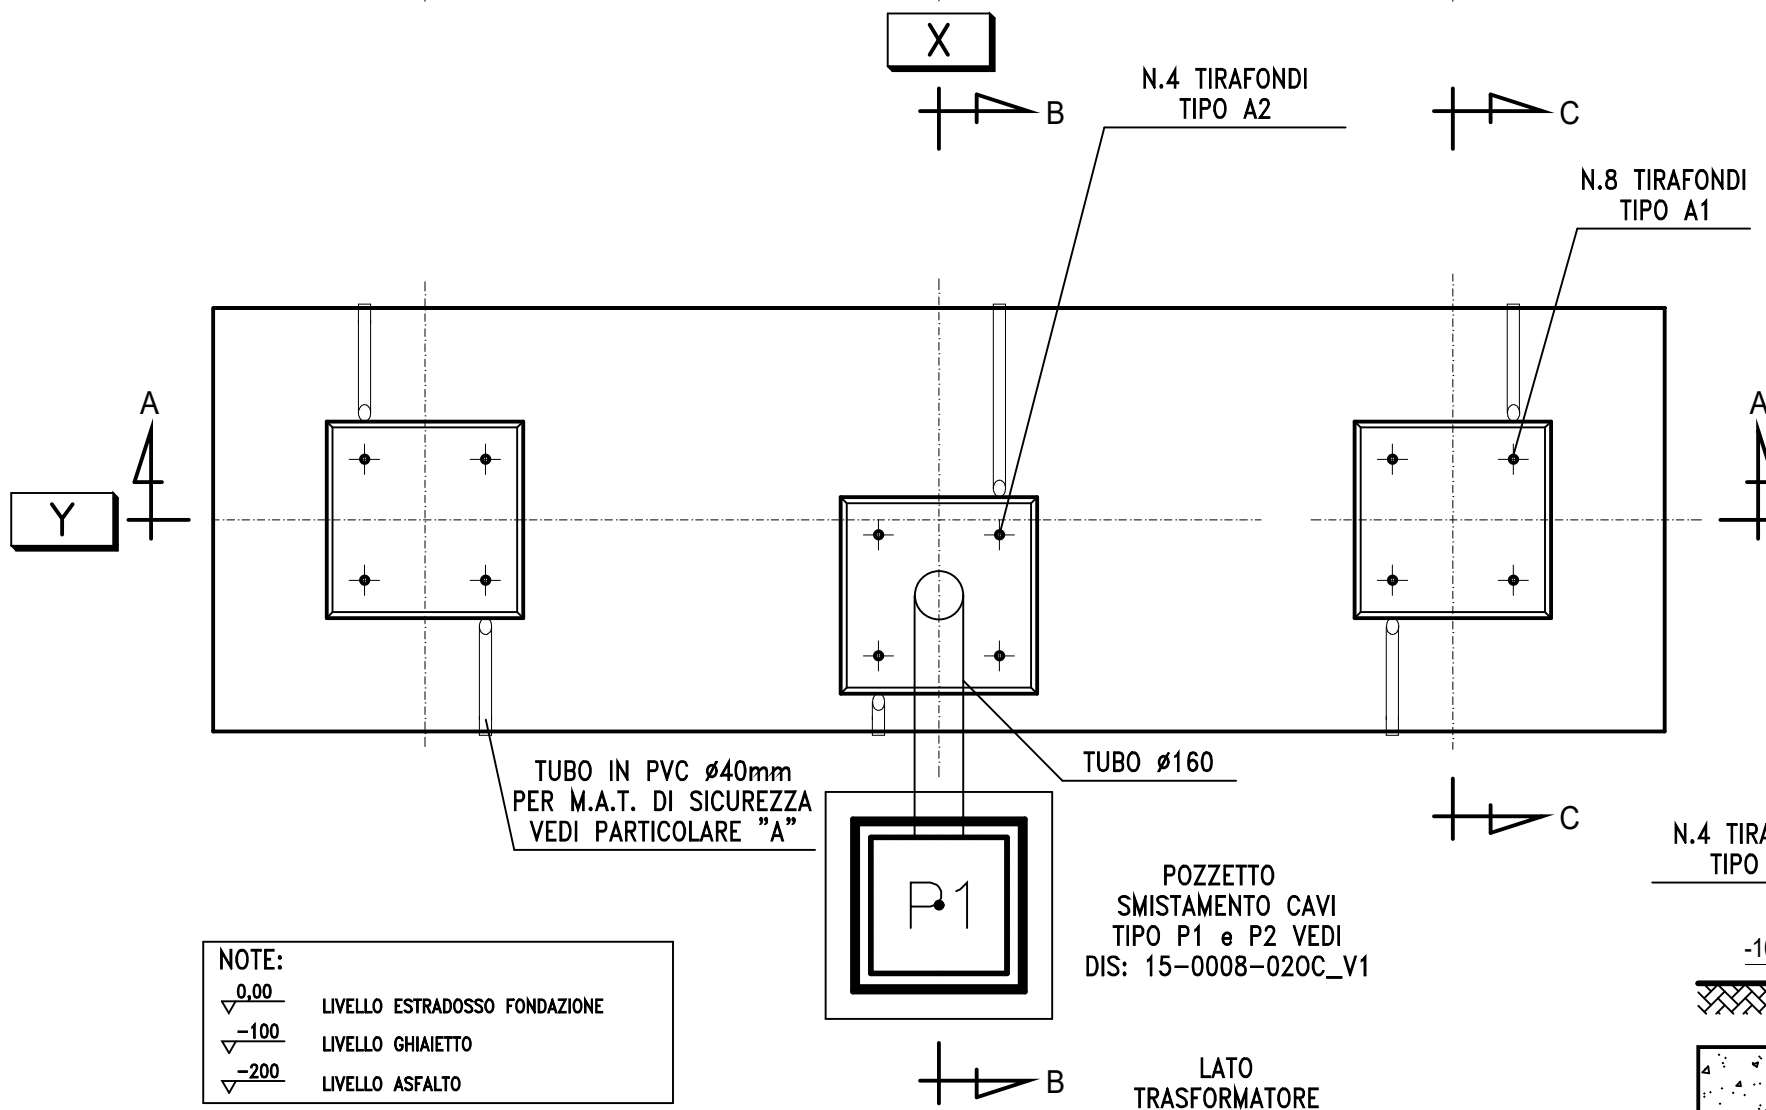 X
B
C
N.4 TIRAFONDI
TIPO A2
N.8 TIRAFONDI
TIPO A1
A
A
Y
TUBO IN PVC ø40mm
PER M.A.T. DI SICUREZZA
VEDI PARTICOLARE ”A”
TUBO ø160
C
P1
POZZETTO
SMISTAMENTO CAVI
TIPO P1 e P2 VEDI
DIS: 15-0008-020C_V1
TIPO
NOTE:
0,00 LIVELLO ESTRADOSSO FONDAZIONE
-100 LIVELLO GHIAIETTO
-200 LIVELLO ASFALTO
B
LATO
TRASFORMATORE
N.4